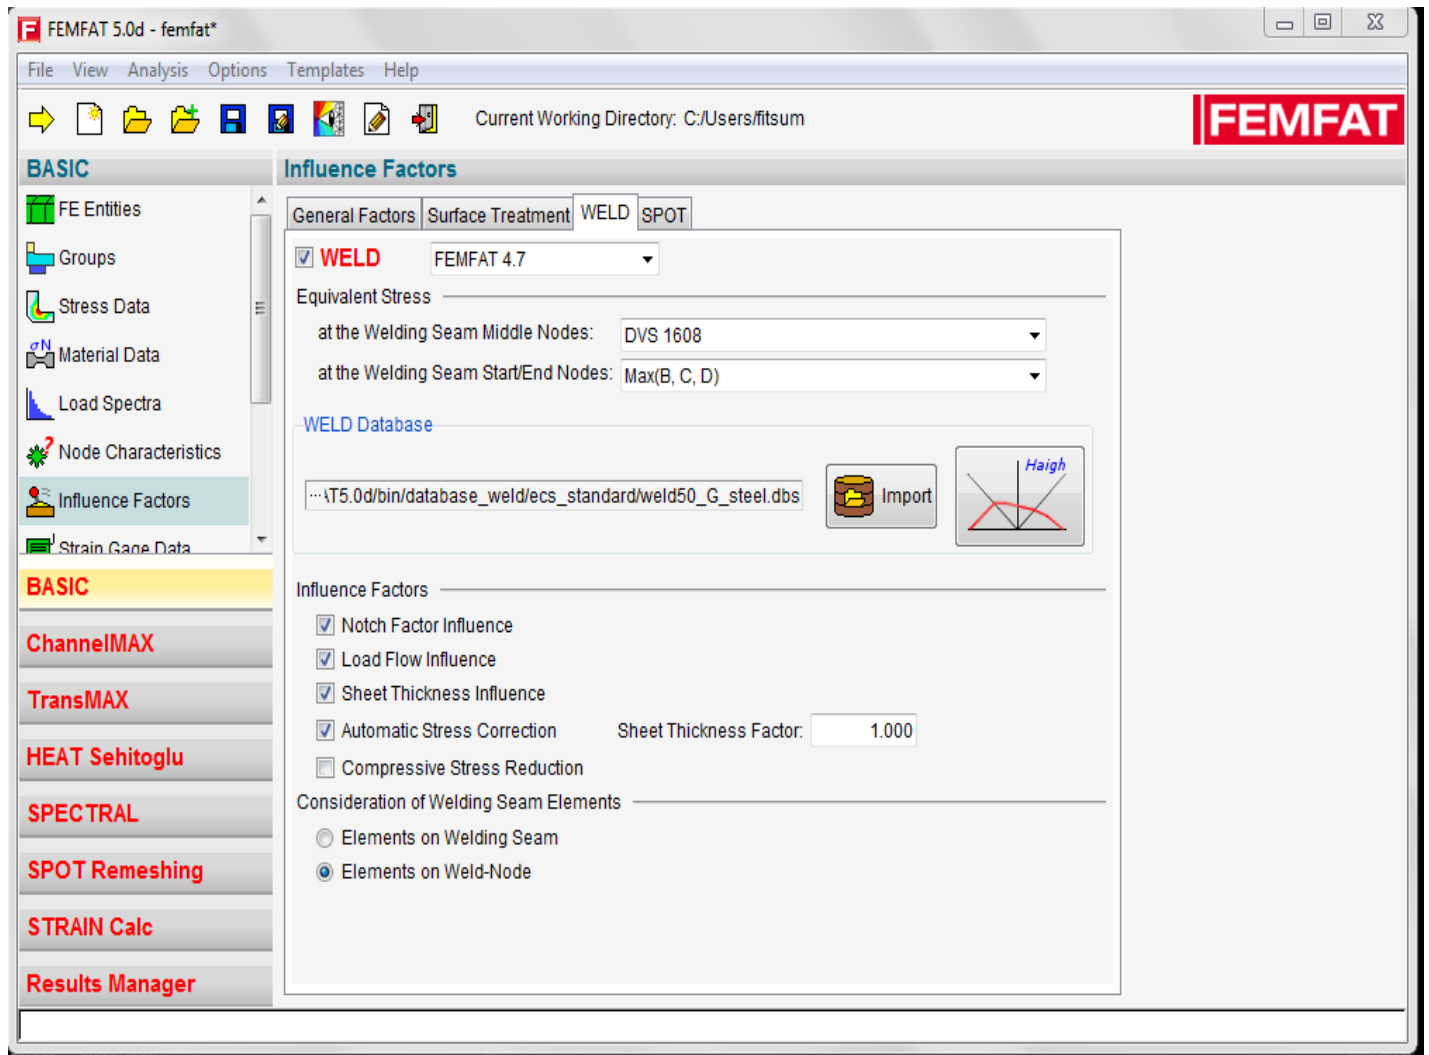 FEMFAT 5.0d - femfat*
File View Analysis Options Templates Help
Current Working Directory: C:/Users/fitsum
FEMFAT
BASIC
FE Entities
Groups
Stress Data
σN
Material Data
Load Spectra
Node Characteristics
Influence Factors
Strain Gage Data
BASIC
ChannelMAX
TransMAX
HEAT Sehitoglu
SPECTRAL
SPOT Remeshing
STRAIN Calc
Results Manager
Influence Factors
General Factors Surface Treatment WELD SPOT
WELD FEMFAT 4.7
Equivalent Stress
at the Welding Seam Middle Nodes: DVS 1608
at the Welding Seam Start/End Nodes: Max(B, C, D)
WELD Database
···\T5.0d/bin/database_weld/ecs_standard/weld50_G_steel.dbs Import Haigh
Influence Factors
Notch Factor Influence
Load Flow Influence
Sheet Thickness Influence
Automatic Stress Correction Sheet Thickness Factor: 1.000
Compressive Stress Reduction
Consideration of Welding Seam Elements
Elements on Welding Seam
Elements on Weld-Node